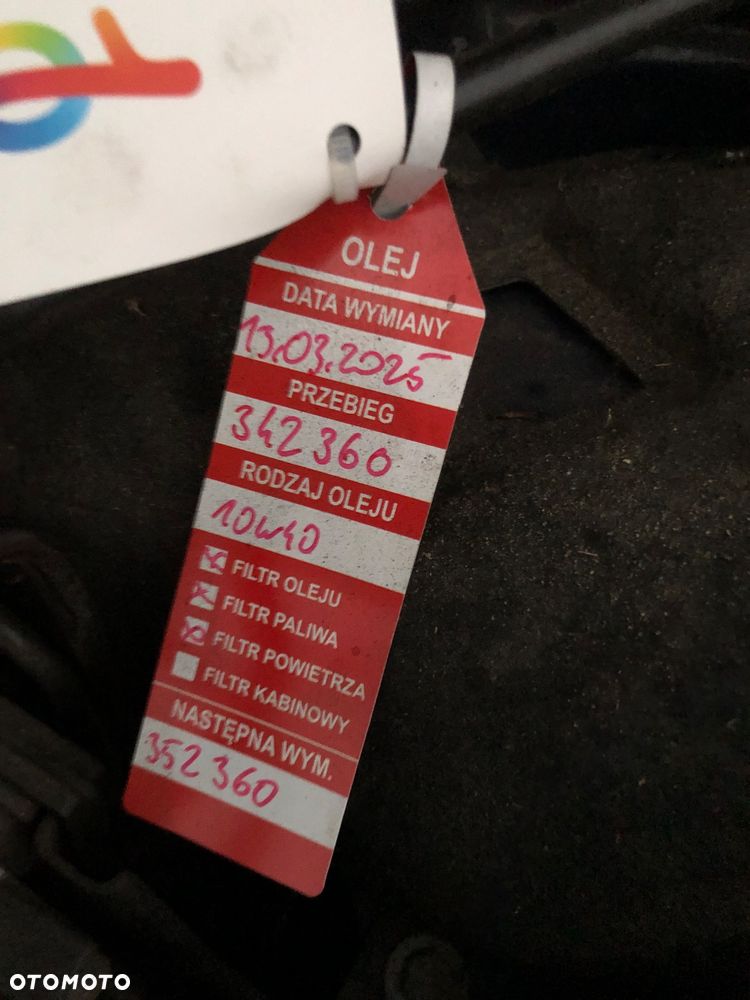 OLEJ
DATA WYMIANY
13.03.2025
PRZEBIEG
342 360
RODZAJ OLEJU
10w40
FILTR OLEJU
FILTR PALIWA
FILTR POWIETRZA
FILTR KABINOWY
NASTĘPNA WYM.
352 360
OTOMOTO